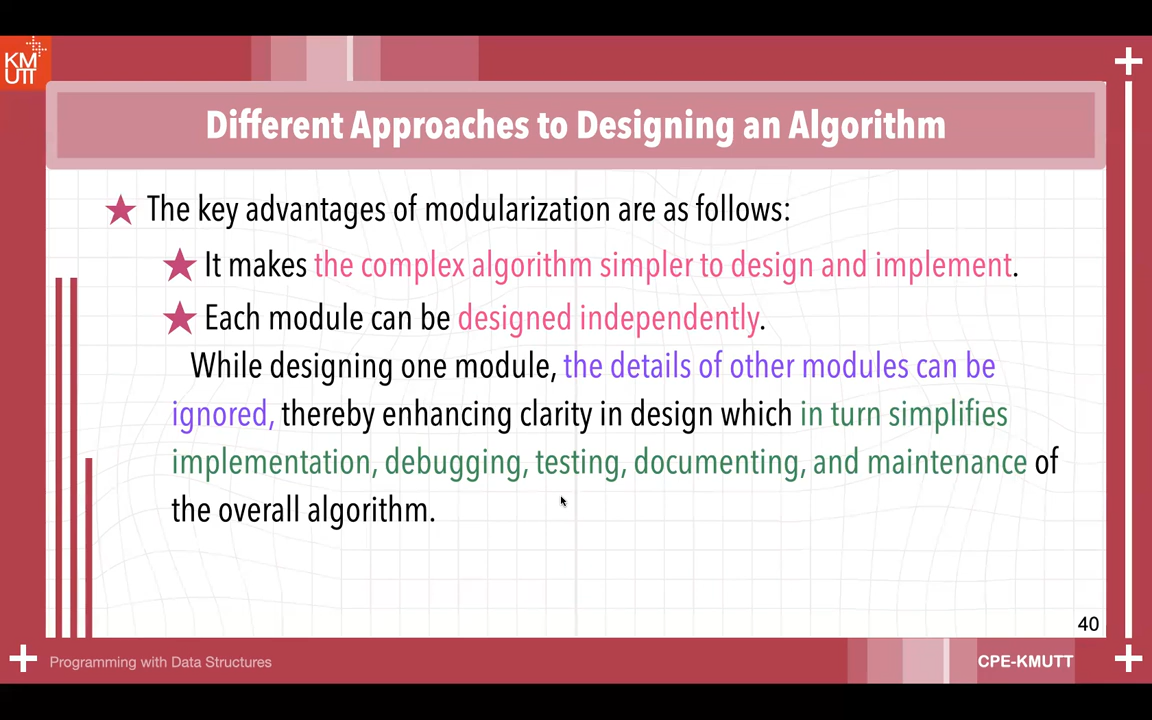 KM
UTT
Different Approaches to Designing an Algorithm
The key advantages of modularization are as follows:
It makes the complex algorithm simpler to design and implement.
Each module can be designed independently.
While designing one module, the details of other modules can be
ignored, thereby enhancing clarity in design which in turn simplifies
implementation, debugging, testing, documenting, and maintenance of
the overall algorithm.
40
Programming with Data Structures
CPE-KMUTT